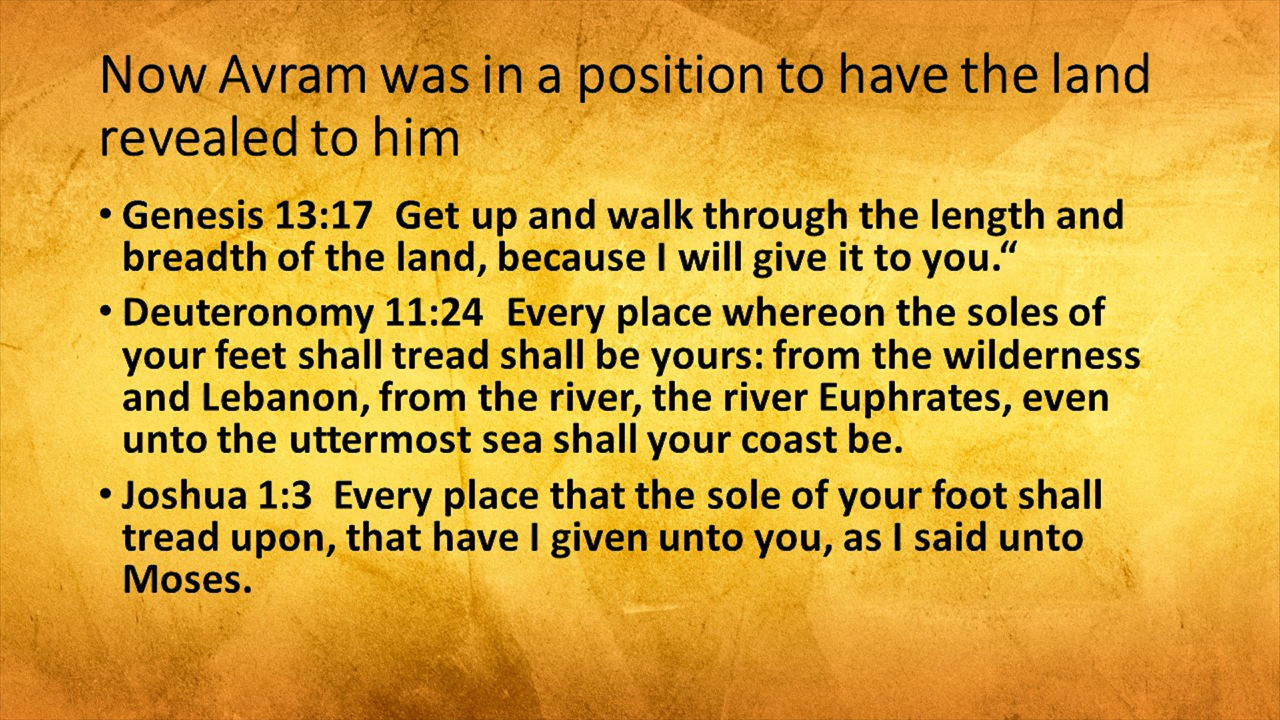 Now Avram was in a position to have the land
revealed to him
• Genesis 13:17  Get up and walk through the length and
breadth of the land, because I will give it to you.“
• Deuteronomy 11:24  Every place whereon the soles of
your feet shall tread shall be yours: from the wilderness
and Lebanon, from the river, the river Euphrates, even
unto the uttermost sea shall your coast be.
• Joshua 1:3  Every place that the sole of your foot shall
tread upon, that have I given unto you, as I said unto
Moses.